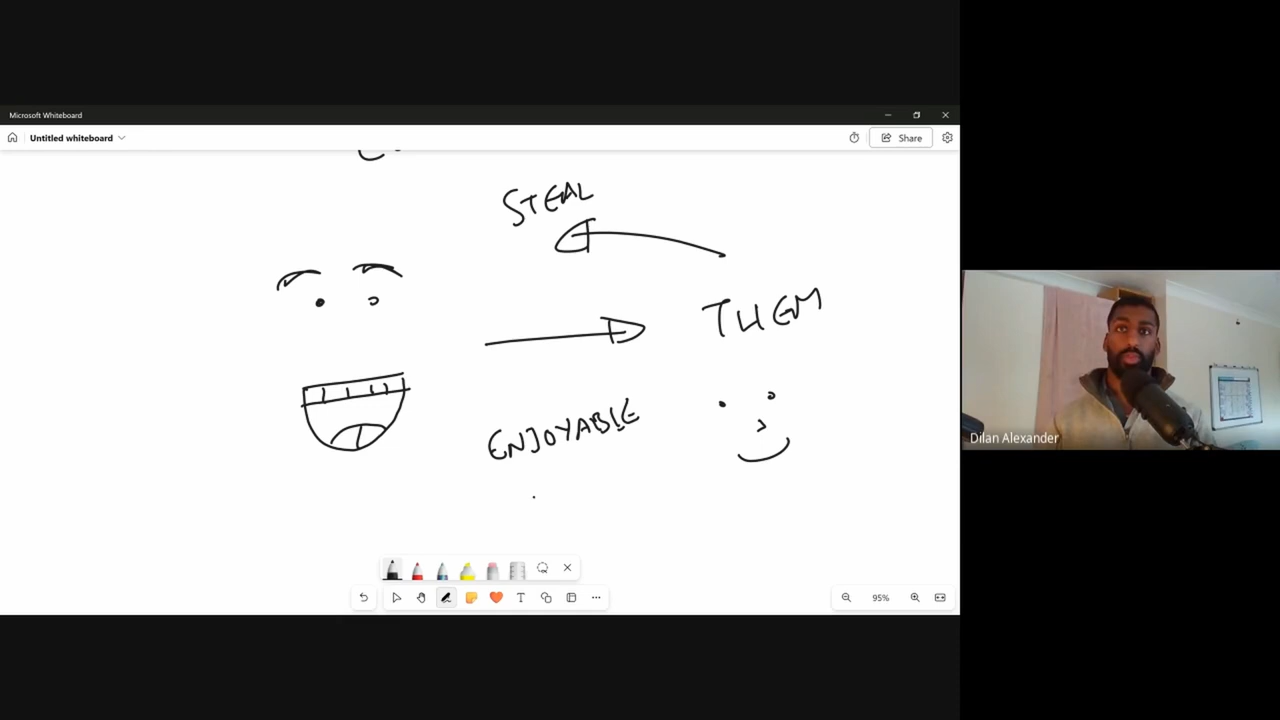 Microsoft Whiteboard
Untitled whiteboard
Share
STEAL
THEM
ENJOYABLE
Dilan Alexander
95%